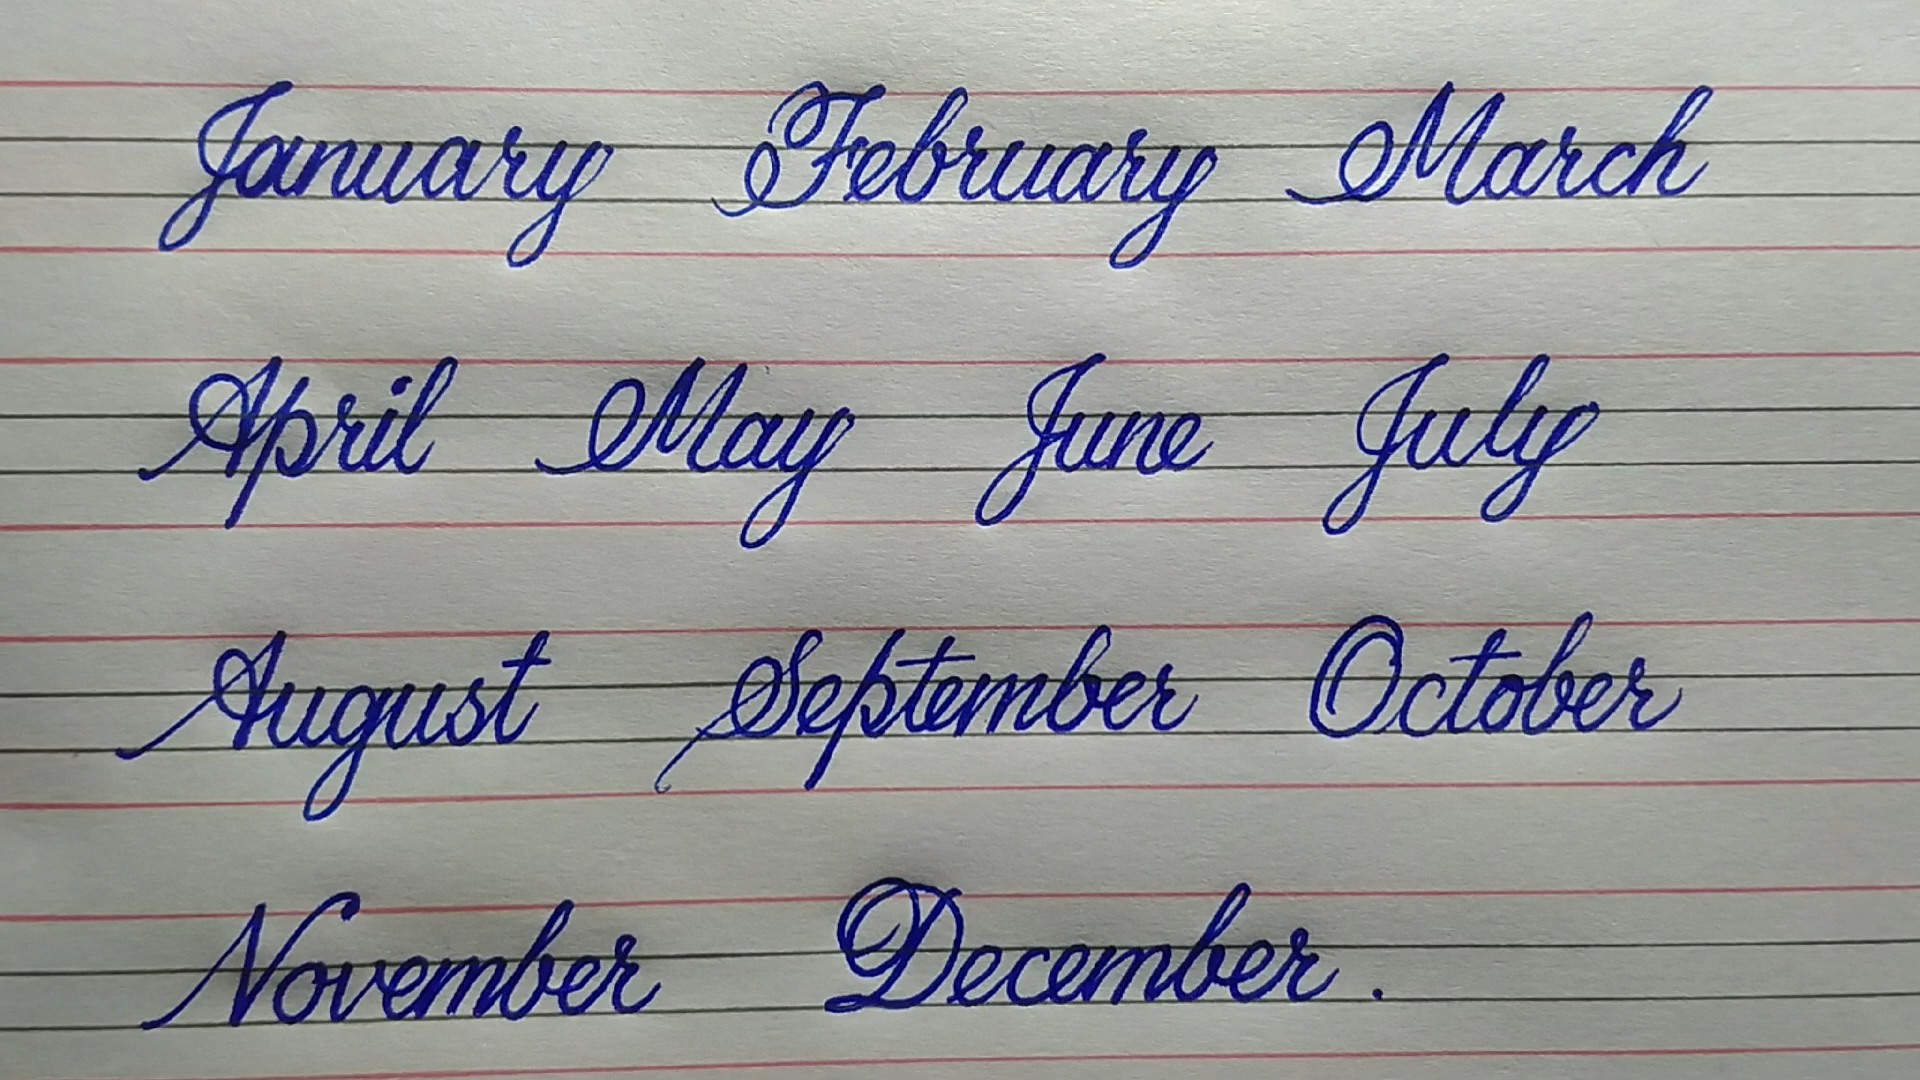 January February March
April May June July
August September October
November December.